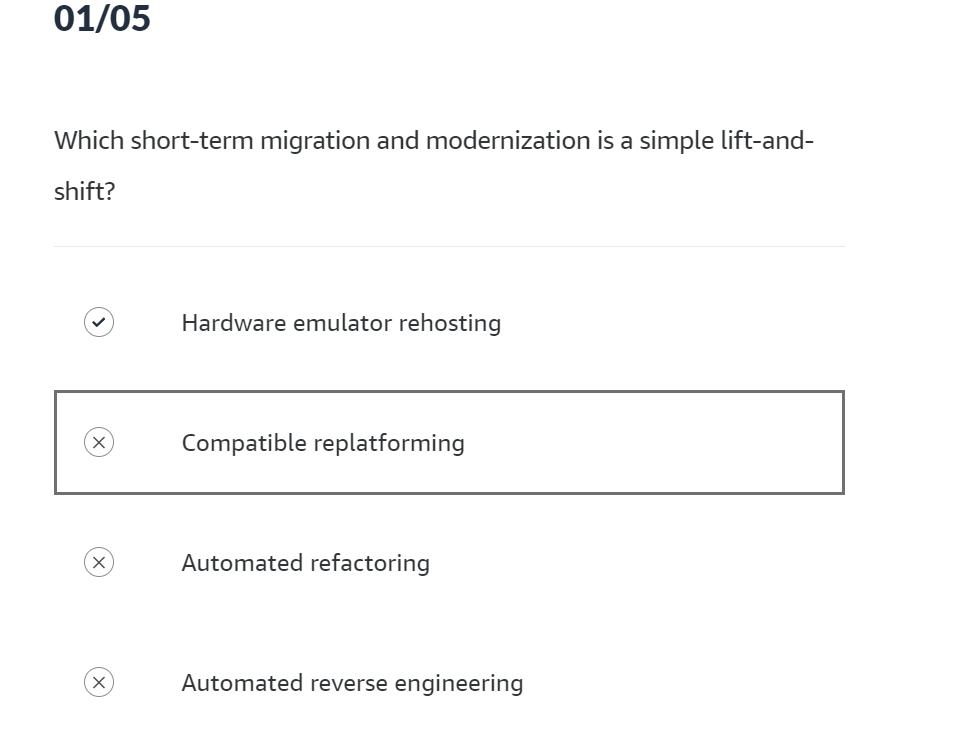 01/05
Which short-term migration and modernization is a simple lift-and-
shift?
Hardware emulator rehosting
Compatible replatforming
Automated refactoring
Automated reverse engineering